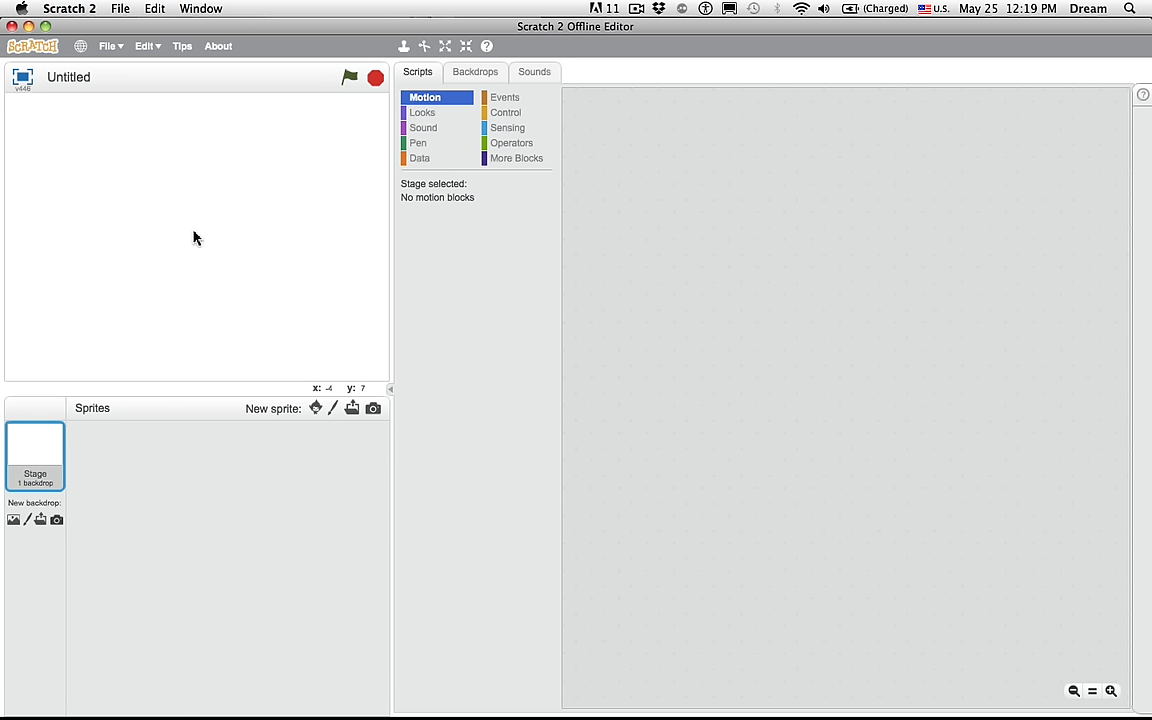 Scratch 2 File Edit Window 11 (Charged) U.S. May 25 12:19 PM Dream
Scratch 2 Offline Editor
SCRATCH File Edit Tips About
v446 Untitled
Scripts Backdrops Sounds
Motion Events
Looks Control
Sound Sensing
Pen Operators
Data More Blocks
Stage selected:
No motion blocks
x: -4 y: 7
Sprites New sprite:
Stage
1 backdrop
New backdrop: